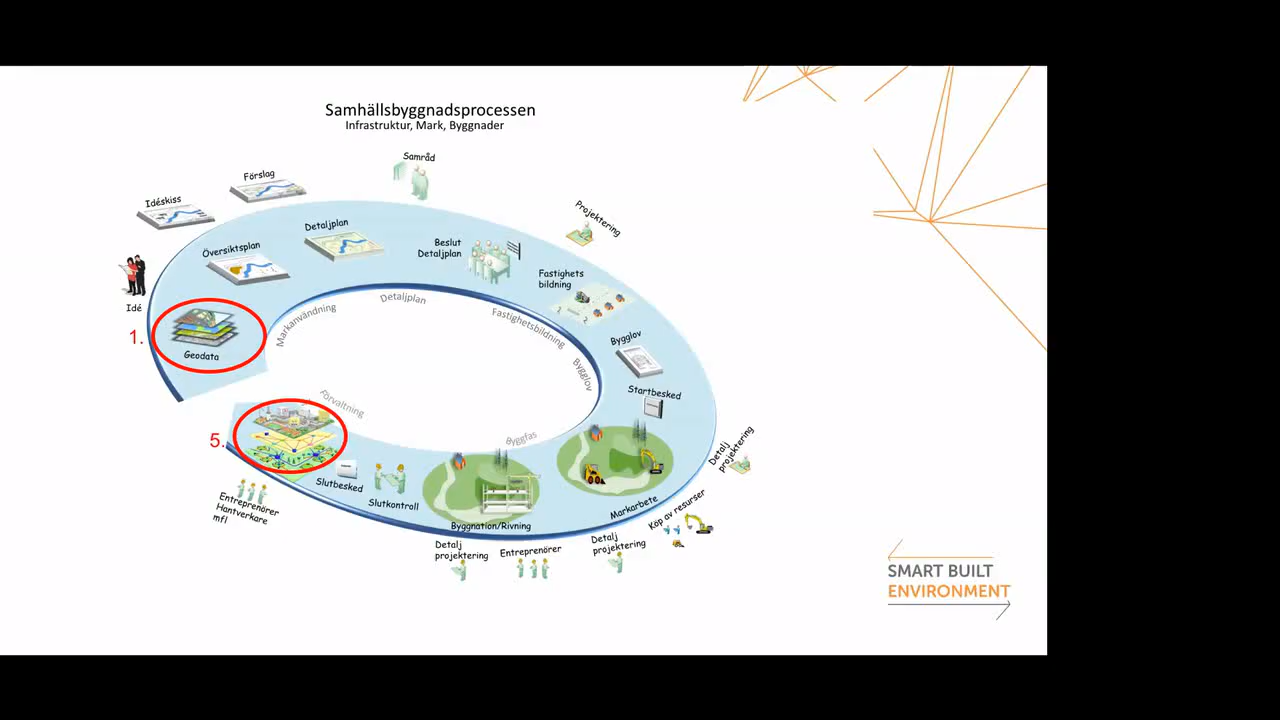 Samhällsbyggnadsprocessen
Infrastruktur, Mark, Byggnader
Samråd
Förslag
Idéskiss
Projektering
Detaljplan
Översiktsplan
Beslut
Detaljplan
Fastighets
bildning
Idé
Markanvändning
Detaljplan
Fastighetsbildning
Bygglov
Bygglov
1.
Geodata
Startbesked
Förvaltning
Byggfas
5.
Detalj
projektering
Slutbesked
Slutkontroll
Markarbete
Köp av resurser
Entreprenörer
Hantverkare
mfl
Byggnation/Rivning
Detalj
projektering
Entreprenörer
Detalj
projektering
SMART BUILT
ENVIRONMENT